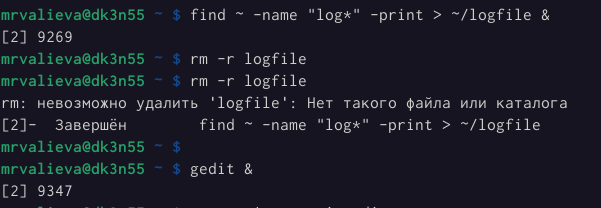 mrvalieva@dk3n55 ~ $ find ~ -name "log*" -print > ~/logfile &
[2] 9269
mrvalieva@dk3n55 ~ $ rm -r logfile
mrvalieva@dk3n55 ~ $ rm -r logfile
rm: невозможно удалить 'logfile': Нет такого файла или каталога
[2]-  Завершён        find ~ -name "log*" -print > ~/logfile
mrvalieva@dk3n55 ~ $
mrvalieva@dk3n55 ~ $ gedit &
[2] 9347